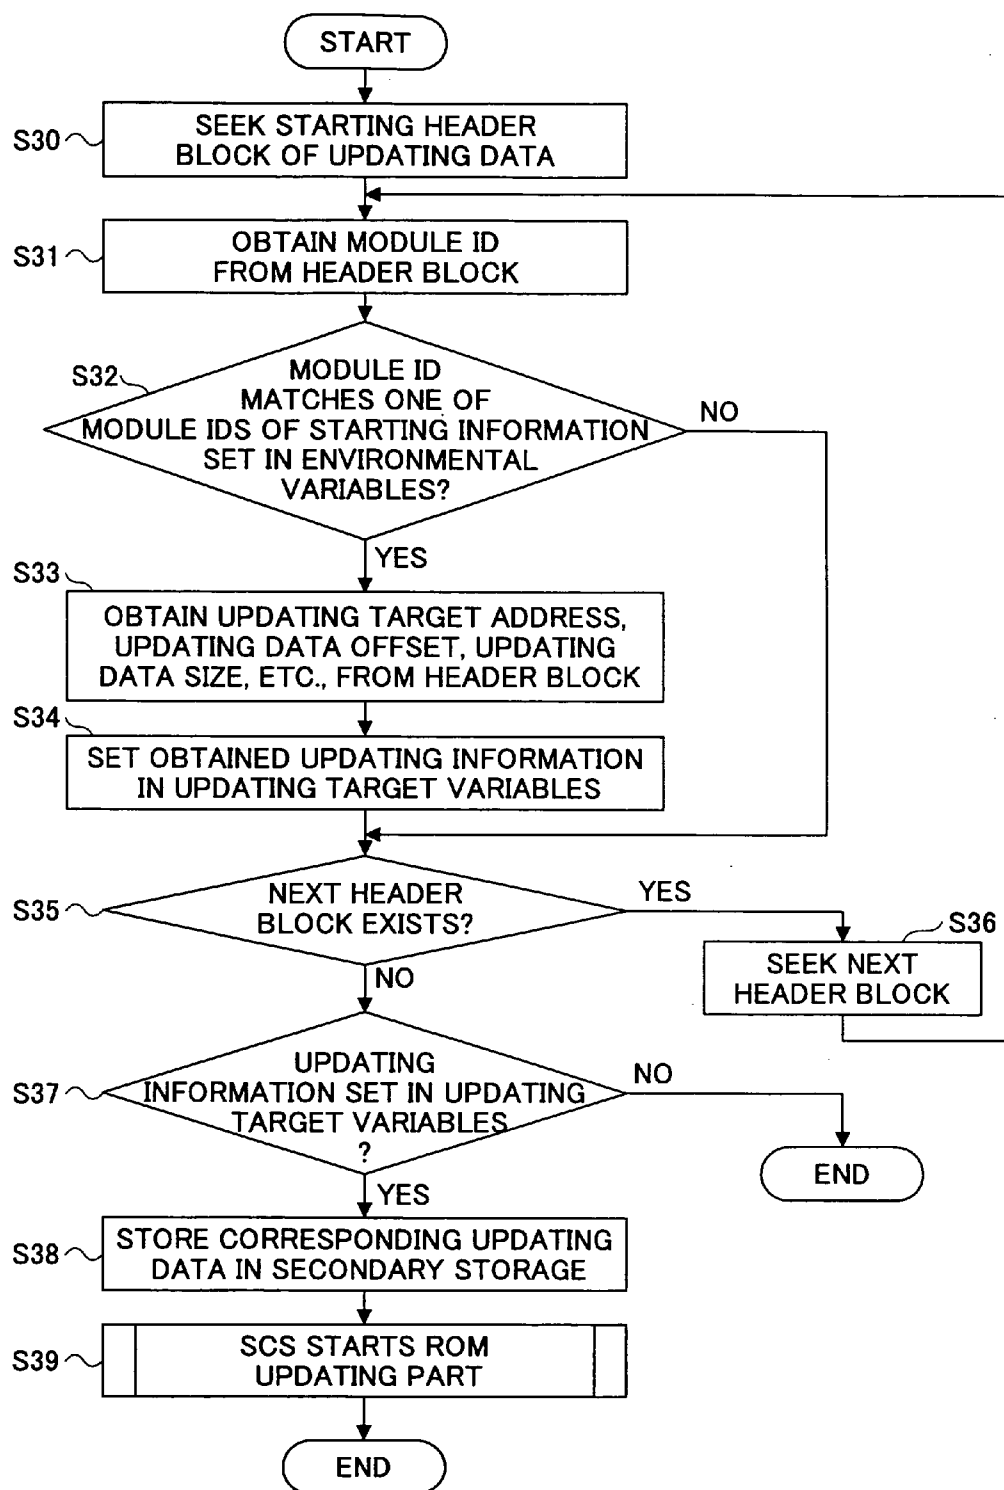 START
S30
SEEK STARTING HEADER
BLOCK OF UPDATING DATA
S31
OBTAIN MODULE ID
FROM HEADER BLOCK
S32
MODULE ID
MATCHES ONE OF
MODULE IDS OF STARTING INFORMATION
SET IN ENVIRONMENTAL
VARIABLES?
NO
YES
S33
OBTAIN UPDATING TARGET ADDRESS,
UPDATING DATA OFFSET, UPDATING
DATA SIZE, ETC., FROM HEADER BLOCK
S34
SET OBTAINED UPDATING INFORMATION
IN UPDATING TARGET VARIABLES
S35
NEXT HEADER
BLOCK EXISTS?
YES
NO
S36
SEEK NEXT
HEADER BLOCK
S37
UPDATING
INFORMATION SET IN UPDATING
TARGET VARIABLES
?
NO
END
YES
S38
STORE CORRESPONDING UPDATING
DATA IN SECONDARY STORAGE
S39
SCS STARTS ROM
UPDATING PART
END